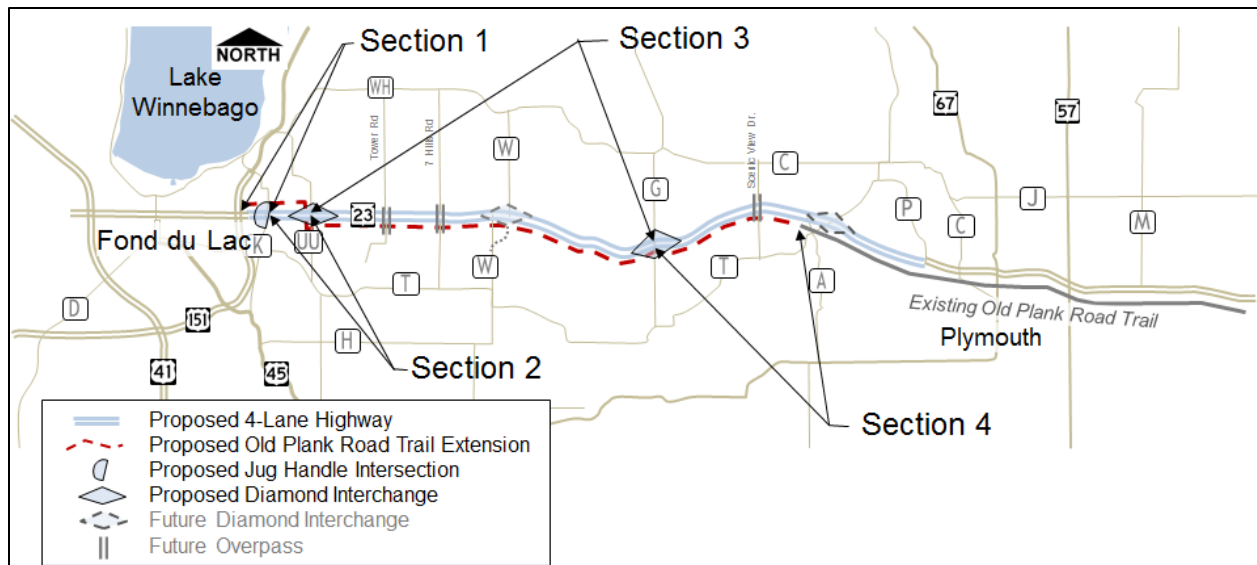 Section 1
Section 3
NORTH
Lake
Winnebago
WH
67
57
Tower Rd
7 Hills Rd
W
Scenic View Dr.
C
G
P
C
J
M
23
Fond du Lac
K
UU
W
T
T
A
D
151
H
Existing Old Plank Road Trail
Plymouth
41
45
Section 2
Section 4
Proposed 4-Lane Highway
Proposed Old Plank Road Trail Extension
Proposed Jug Handle Intersection
Proposed Diamond Interchange
Future Diamond Interchange
Future Overpass